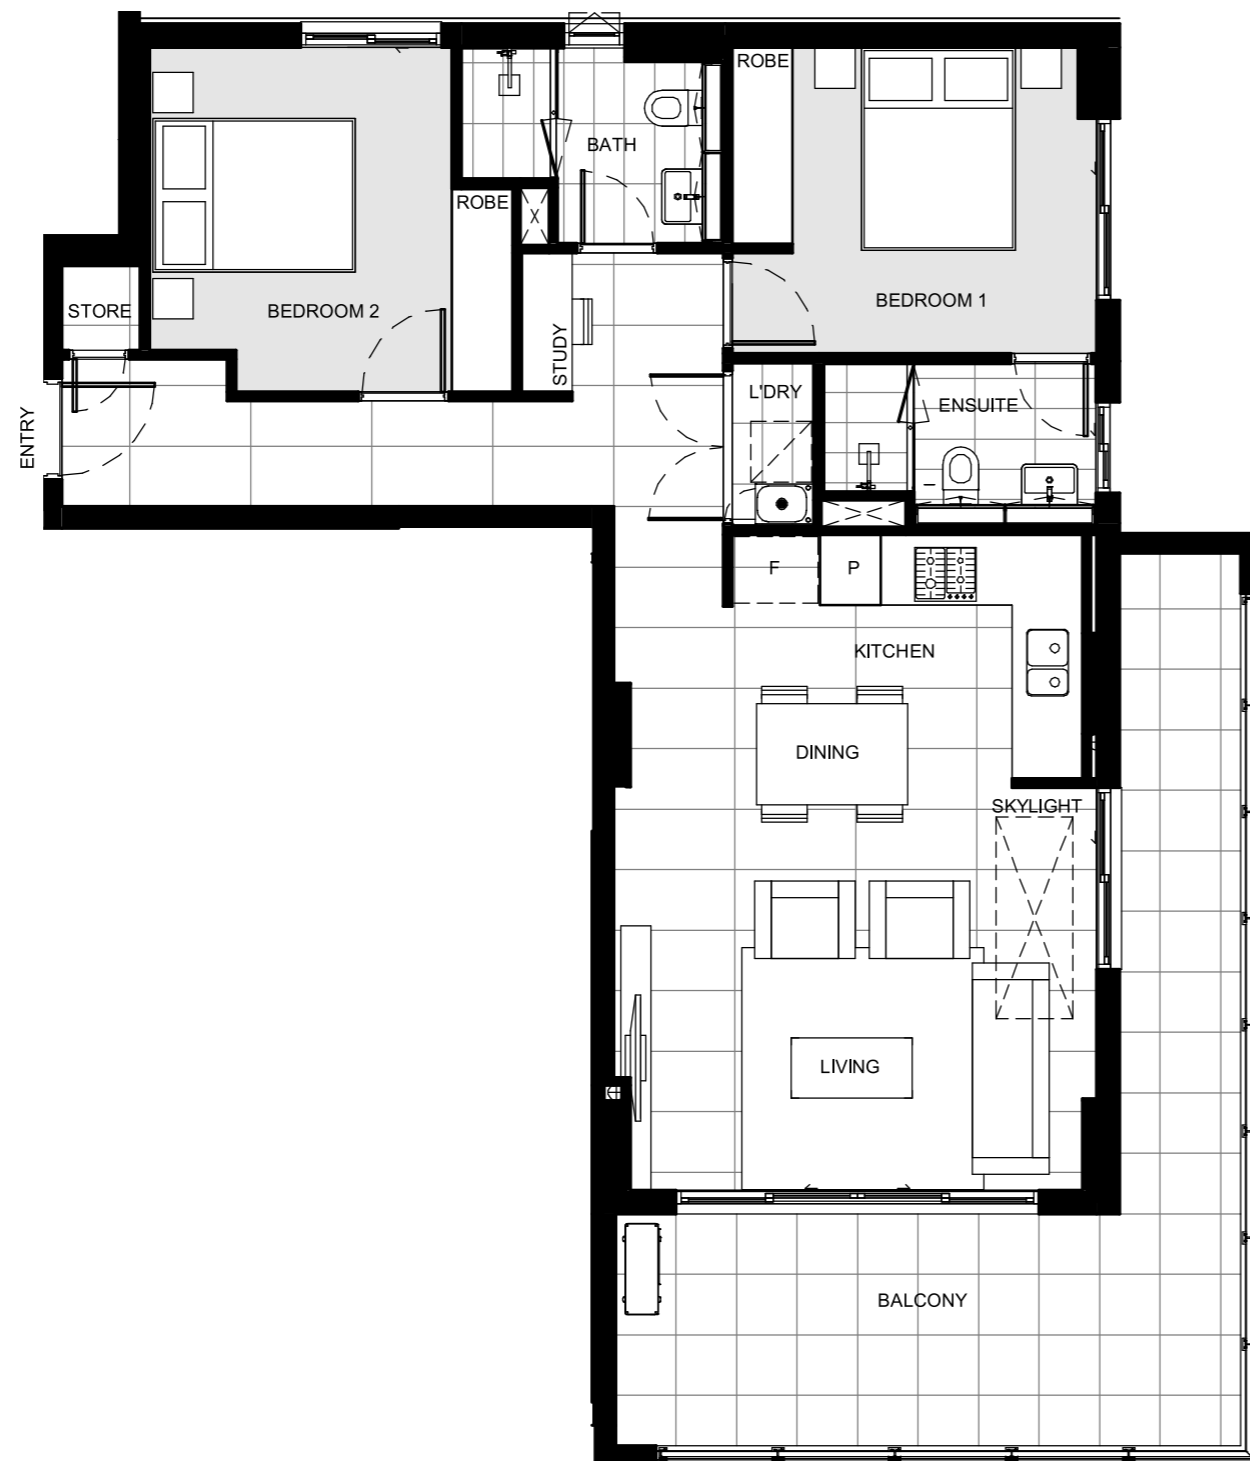 ROBE
BATH
ROBE
STORE
BEDROOM 2
BEDROOM 1
STUDY
ENTRY
L'DRY
ENSUITE
F
P
KITCHEN
DINING
SKYLIGHT
LIVING
BALCONY